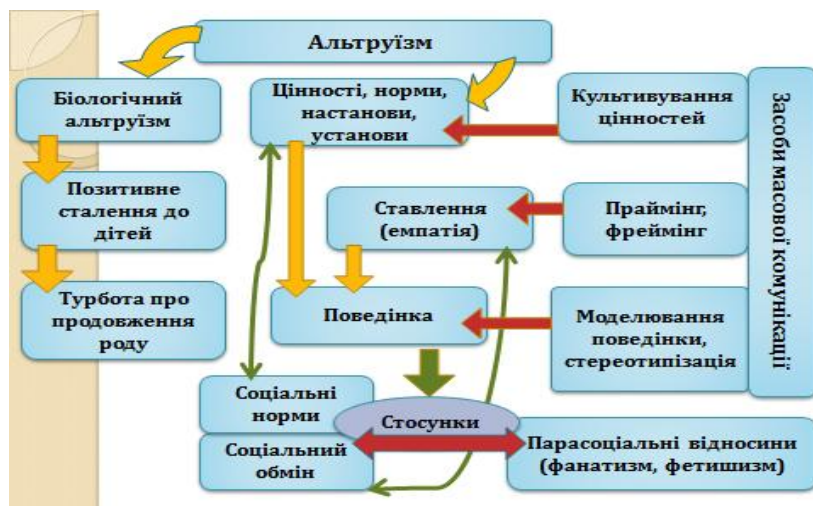 Альтруїзм
Біологічний
альтруїзм
Цінності, норми,
настанови,
установи
Культивування
цінностей
Засоби масової комунікації
Позитивне
сталення до
дітей
Ставлення
(емпатія)
Праймінг,
фреймінг
Турбота про
продовження
роду
Поведінка
Моделювання
поведінки,
стереотипізація
Соціальні
норми
Стосунки
Соціальний
обмін
Парасоціальні відносини
(фанатизм, фетишизм)